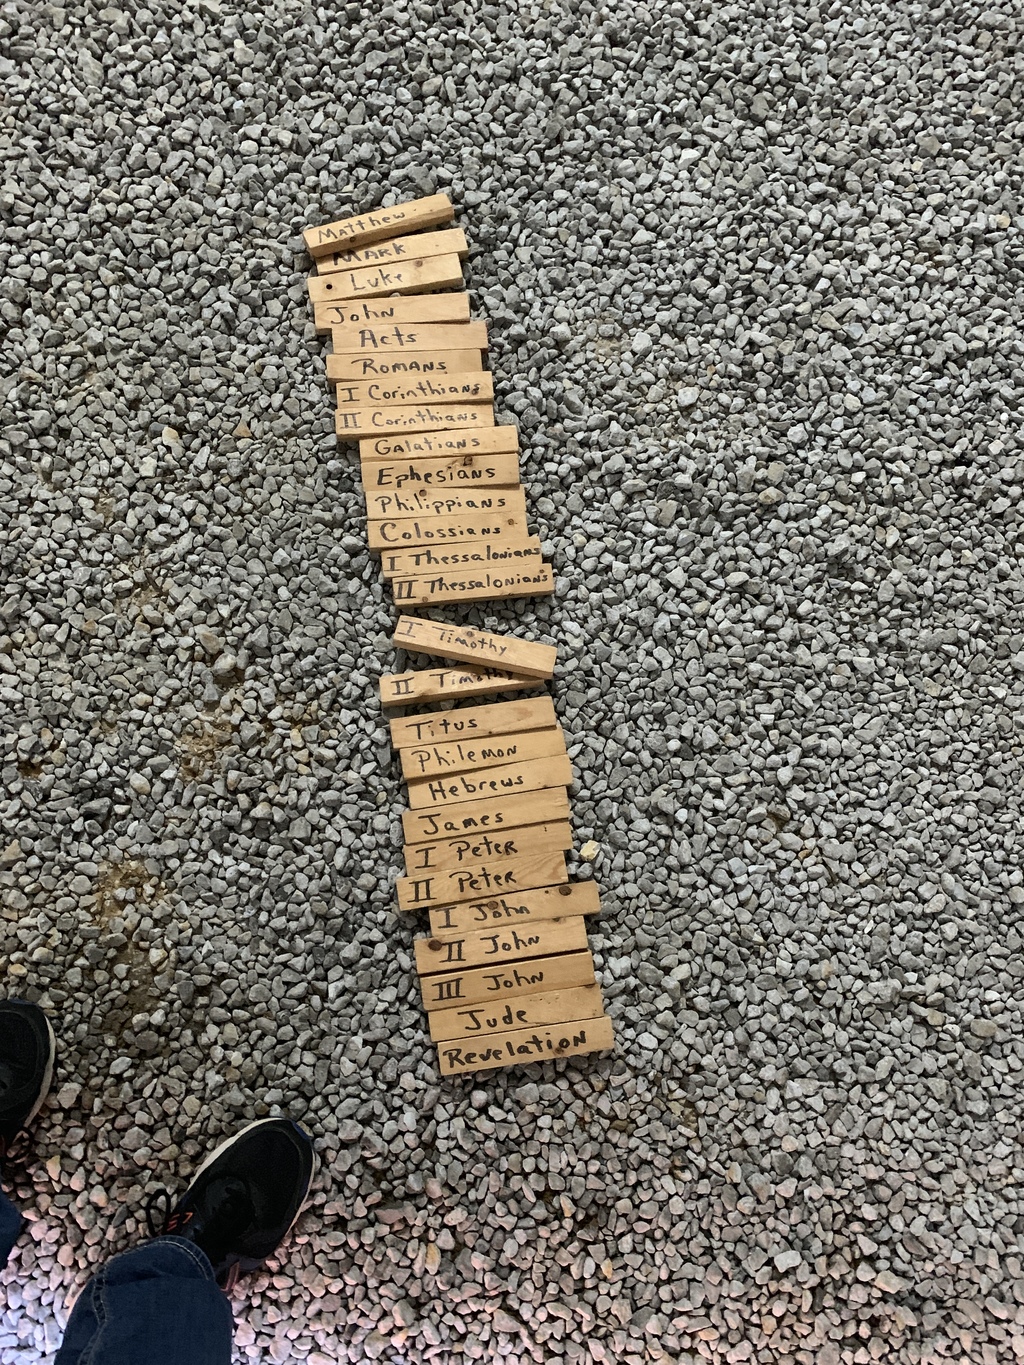 Matthew
MARK
Luke
John
Acts
Romans
I Corinthians
II Corinthians
Galatians
Ephesians
Philippians
Colossians
I Thessalonians
II Thessalonians
I Timothy
II Timothy
Titus
Philemon
Hebrews
James
I Peter
II Peter
I John
II John
III John
Jude
Revelation